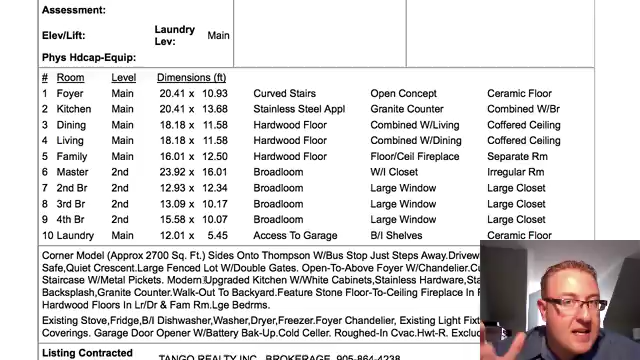 Assessment:
Elev/Lift: Laundry Lev: Main
Phys Hdcap-Equip:
# Room Level Dimensions (ft)
1 Foyer Main 20.41 x 10.93 Curved Stairs Open Concept Ceramic Floor
2 Kitchen Main 20.41 x 13.68 Stainless Steel Appl Granite Counter Combined W/Br
3 Dining Main 18.18 x 11.58 Hardwood Floor Combined W/Living Coffered Ceiling
4 Living Main 18.18 x 11.58 Hardwood Floor Combined W/Dining Coffered Ceiling
5 Family Main 16.01 x 12.50 Hardwood Floor Floor/Ceil Fireplace Separate Rm
6 Master 2nd 23.92 x 16.01 Broadloom W/I Closet Irregular Rm
7 2nd Br 2nd 12.93 x 12.34 Broadloom Large Window Large Closet
8 3rd Br 2nd 13.09 x 10.17 Broadloom Large Window Large Closet
9 4th Br 2nd 15.58 x 10.07 Broadloom Large Window Large Closet
10 Laundry Main 12.01 x 5.45 Access To Garage B/I Shelves Ceramic Floor
Corner Model (Approx 2700 Sq. Ft.) Sides Onto Thompson W/Bus Stop Just Steps Away.
Safe,Quiet Crescent.Large Fenced Lot W/Double Gates. Open-To-Above Foyer W/Chandelier.
Staircase W/Metal Pickets. Modern Upgraded Kitchen W/White Cabinets,Stainless Hardware,
Backsplash,Granite Counter.Walk-Out To Backyard.Feature Stone Floor-To-Ceiling Fireplace In
Hardwood Floors In Lr/Dr & Fam Rm.Lge Bedrms.
Existing Stove,Fridge,B/I Dishwasher,Washer,Dryer,Freezer.Foyer Chandelier. Existing Light
Coverings. Garage Door Opener W/Battery Bak-Up. Cold Celler. Roughed-In Cvac.Hwt-R.
Listing Contracted
TANGO REALTY INC., BROKERAGE 905-864-4238